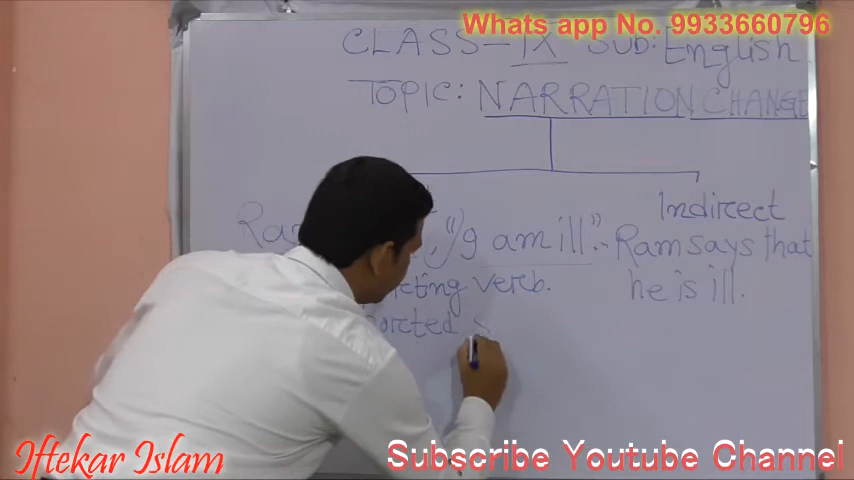 Whats app No. 9933660796
CLASS-IX SUB: English
TOPIC: NARRATION CHANGE
Indirect
"I am ill".
Ram says that
he is ill.
verb.
Iftekar Islam
Subscribe Youtube Channel